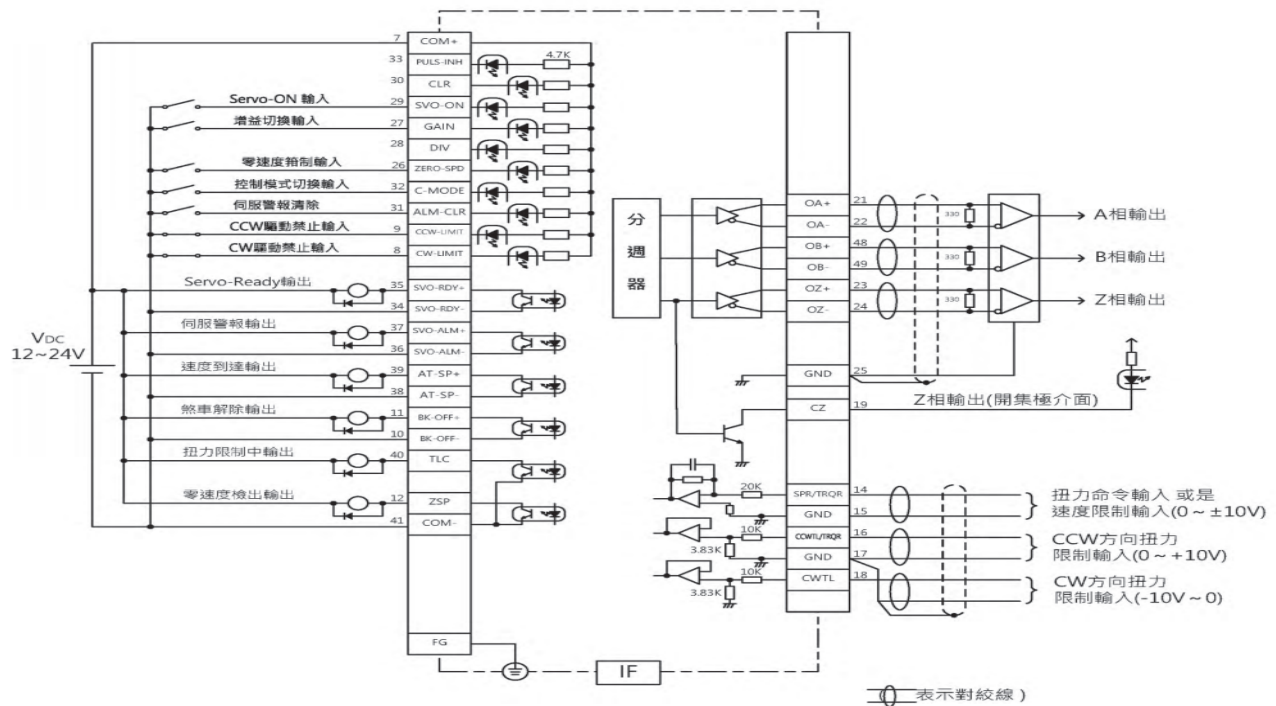 7 COM+
33 PULS-INH 4.7K
30 CLR
Servo-ON 輸入 29 SVO-ON
增益切換輸入 27 GAIN
28 DIV
零速度箝制輸入 26 ZERO-SPD
控制模式切換輸入 32 C-MODE
伺服警報清除 31 ALM-CLR
CCW驅動禁止輸入 9 CCW-LIMIT
CW驅動禁止輸入 8 CW-LIMIT
Servo-Ready輸出 35 SVO-RDY+
34 SVO-RDY-
伺服警報輸出 37 SVO-ALM+
36 SVO-ALM-
VDC
12~24V
速度到達輸出 39 AT-SP+
38 AT-SP-
煞車解除輸出 11 BK-OFF+
10 BK-OFF-
扭力限制中輸出 40 TLC
零速度檢出輸出 12 ZSP
41 COM-
FG
IF
分
週
器
OA+ 21 330 A相輸出
OA- 22
OB+ 48 330 B相輸出
OB- 49
OZ+ 23 330 Z相輸出
OZ- 24
GND 25
CZ 19 Z相輸出(開集極介面)
20K SPR/TRQR 14 扭力命令輸入 或是
GND 15 速度限制輸入(0~±10V)
10K CCWTL/TRQR 16 CCW方向扭力
3.83K GND 17 限制輸入(0~+10V)
10K CWTL 18 CW方向扭力
3.83K 限制輸入(-10V~0)
表示對絞線 )